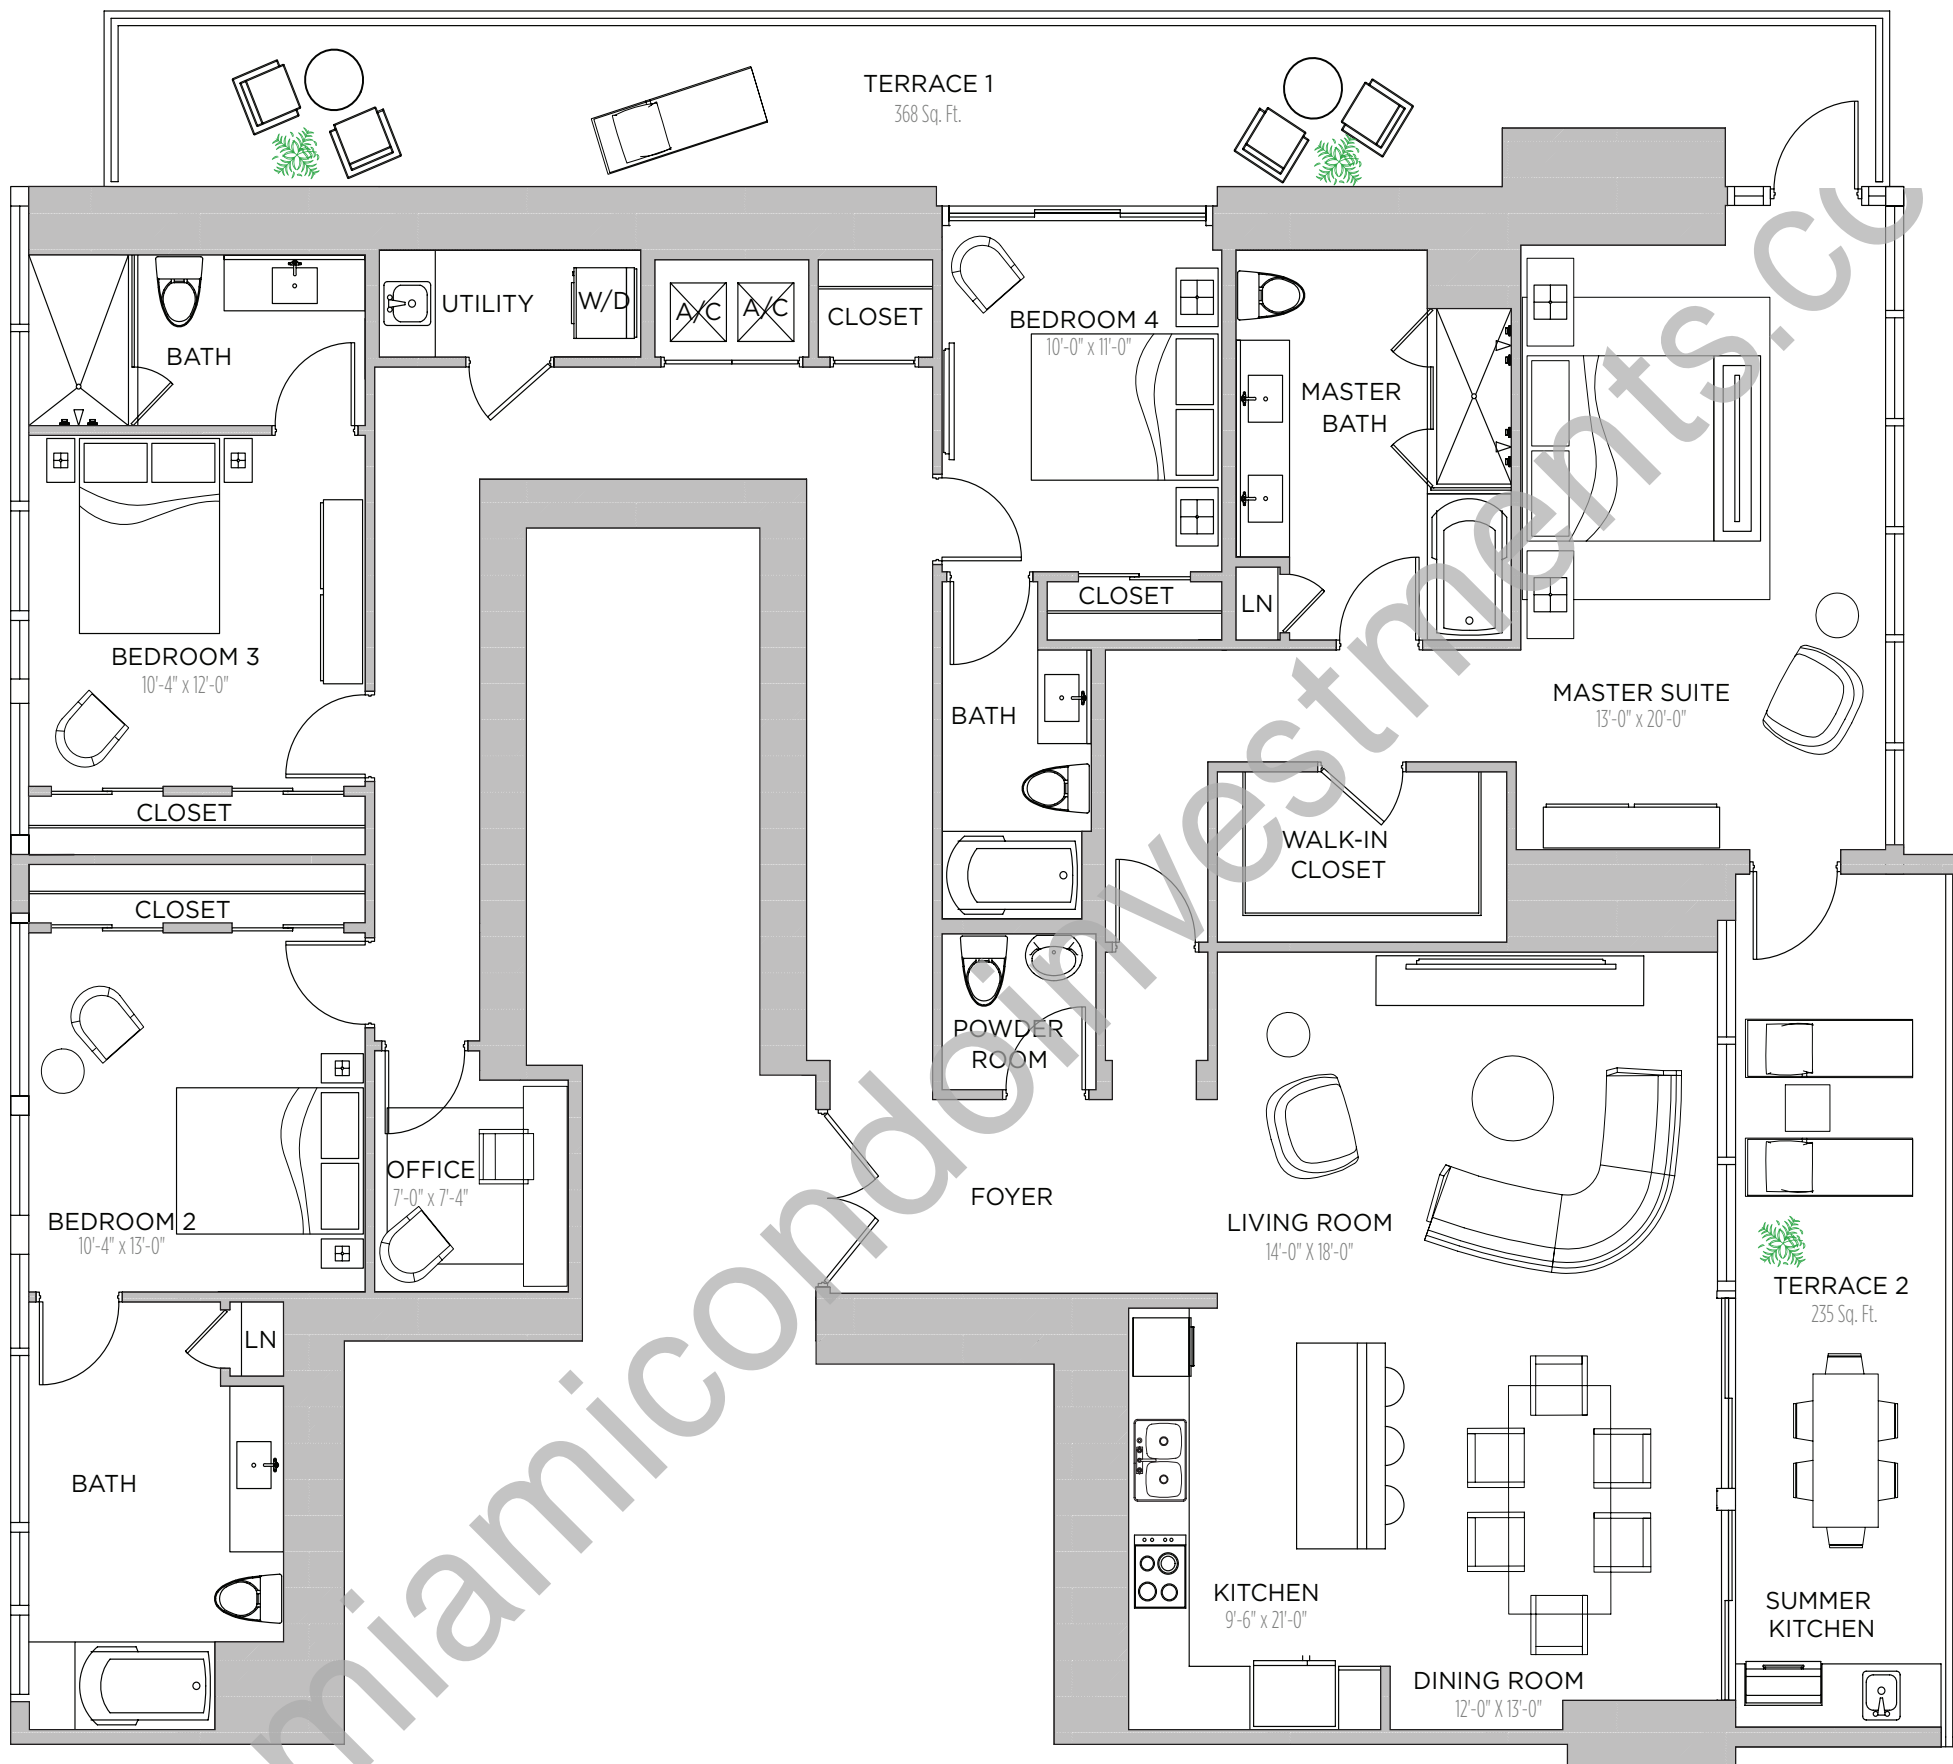 TERRACE 1
368 Sq. Ft.
BATH
UTILITY
W/D
A/C
A/C
CLOSET
BEDROOM 4
10'-0" x 11'-0"
MASTER
BATH
CLOSET
LN
BEDROOM 3
10'-4" x 12'-0"
MASTER SUITE
13'-0" x 20'-0"
BATH
CLOSET
WALK-IN
CLOSET
CLOSET
POWDER
ROOM
OFFICE
7'-0" x 7'-4"
FOYER
BEDROOM 2
10'-4" x 13'-0"
LIVING ROOM
14'-0" X 18'-0"
TERRACE 2
235 Sq. Ft.
LN
BATH
KITCHEN
9'-6" x 21'-0"
SUMMER
KITCHEN
DINING ROOM
12'-0" X 13'-0"
miamicondoinvestments.co